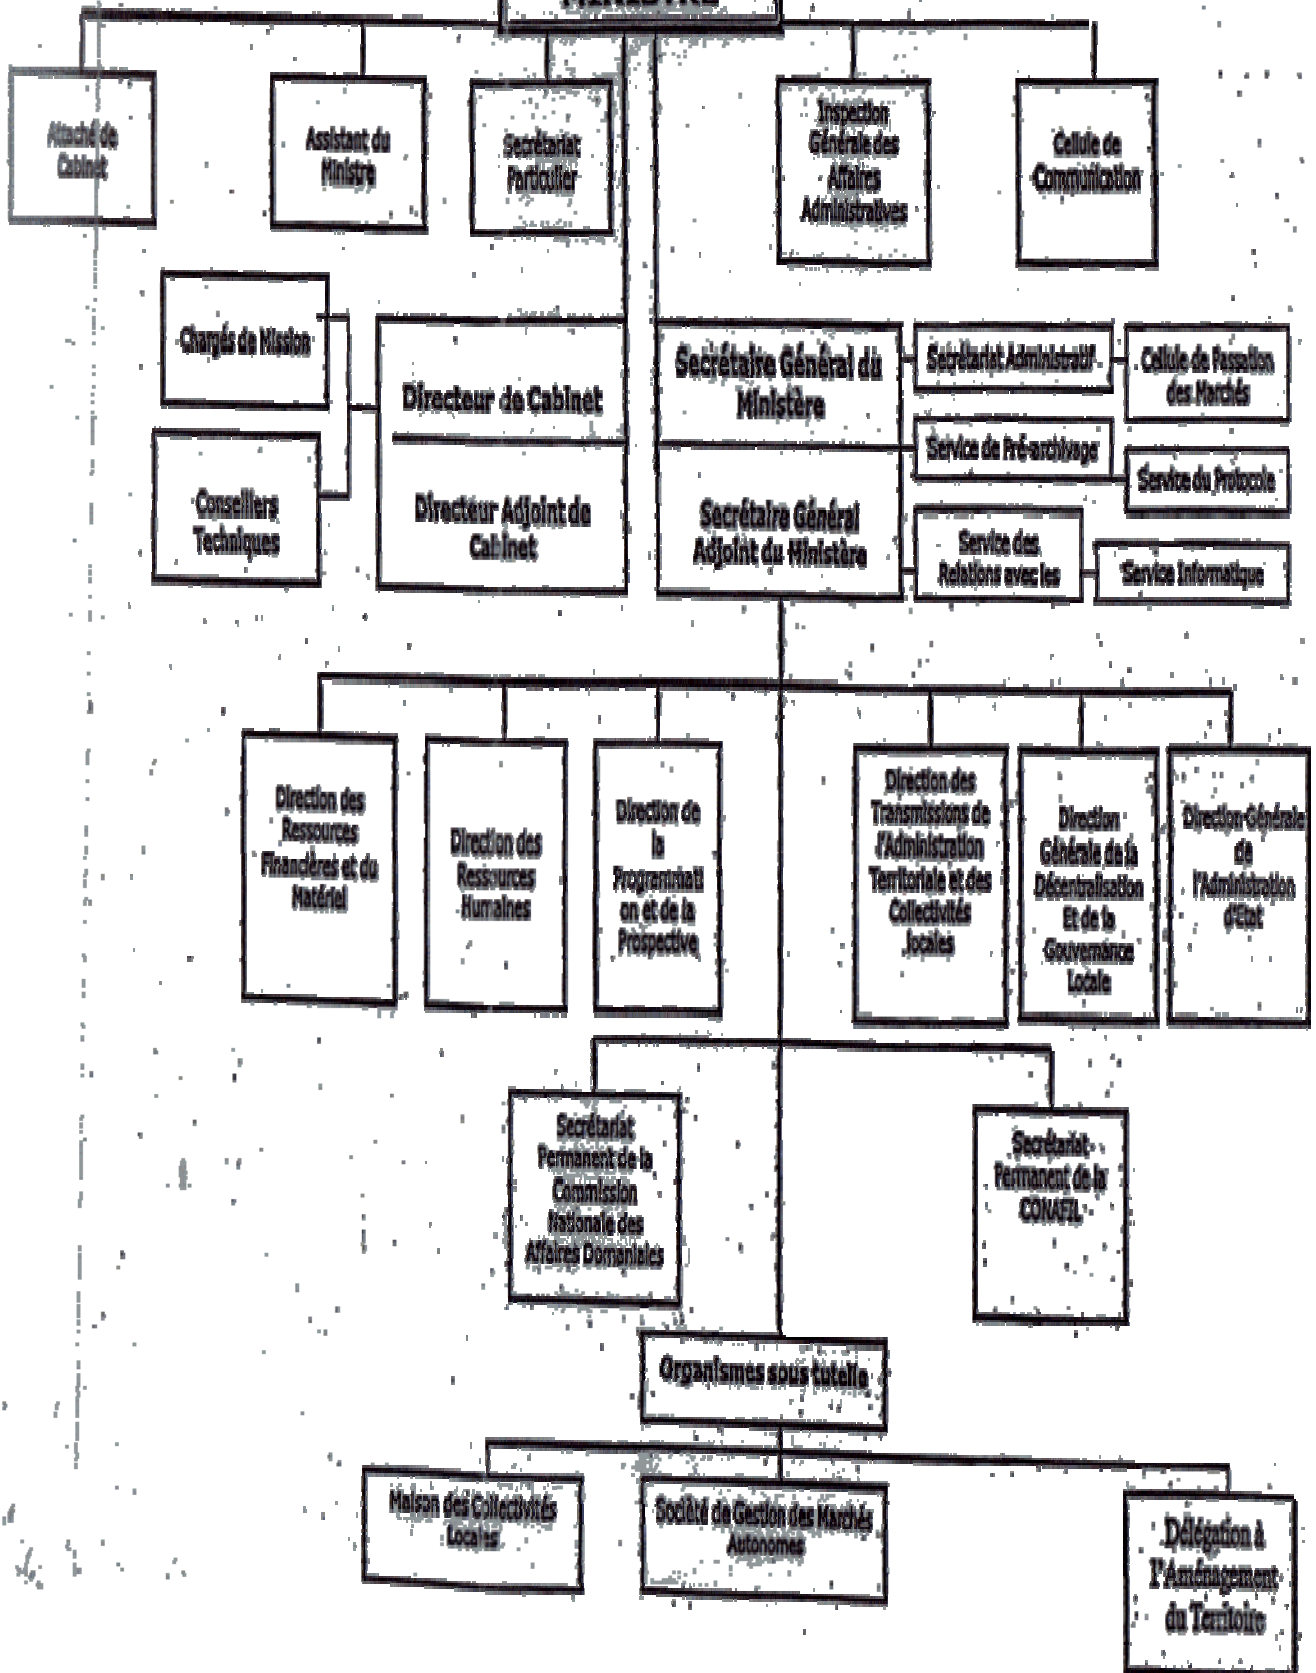 MINISTRE
Attaché de
Cabinet
Assistant du
Ministre
Secrétariat
Particulier
Inspection
Générale des
Affaires
Administratives
Cellule de
Communication
Chargés de Mission
Conseillers
Techniques
Directeur de Cabinet
Directeur Adjoint de
Cabinet
Secrétaire Général du
Ministère
Secrétaire Général
Adjoint du Ministère
Secrétariat Administratif
Cellule de Passation
des Marchés
Service de Pré-archivage
Service du Protocole
Service des
Relations avec les
Service Informatique
Direction des
Ressources
Financières et du
Matériel
Direction des
Ressources
Humaines
Direction de
la
Programmati
on et de la
Prospective
Direction des
Transmissions de
l'Administration
Territoriale et des
Collectivités
locales
Direction
Générale de la
Décentralisation
Et de la
Gouvernance
Locale
Direction Générale
de
l'Administration
d'Etat
Secrétariat
Permanent de la
Commission
Nationale des
Affaires Domaniales
Secrétariat
Permanent de la
CONAFIL
Organismes sous tutelle
Maison des Collectivités
Locales
Société de Gestion des Marchés
Autonomes
Délégation à
l'Aménagement
du Territoire